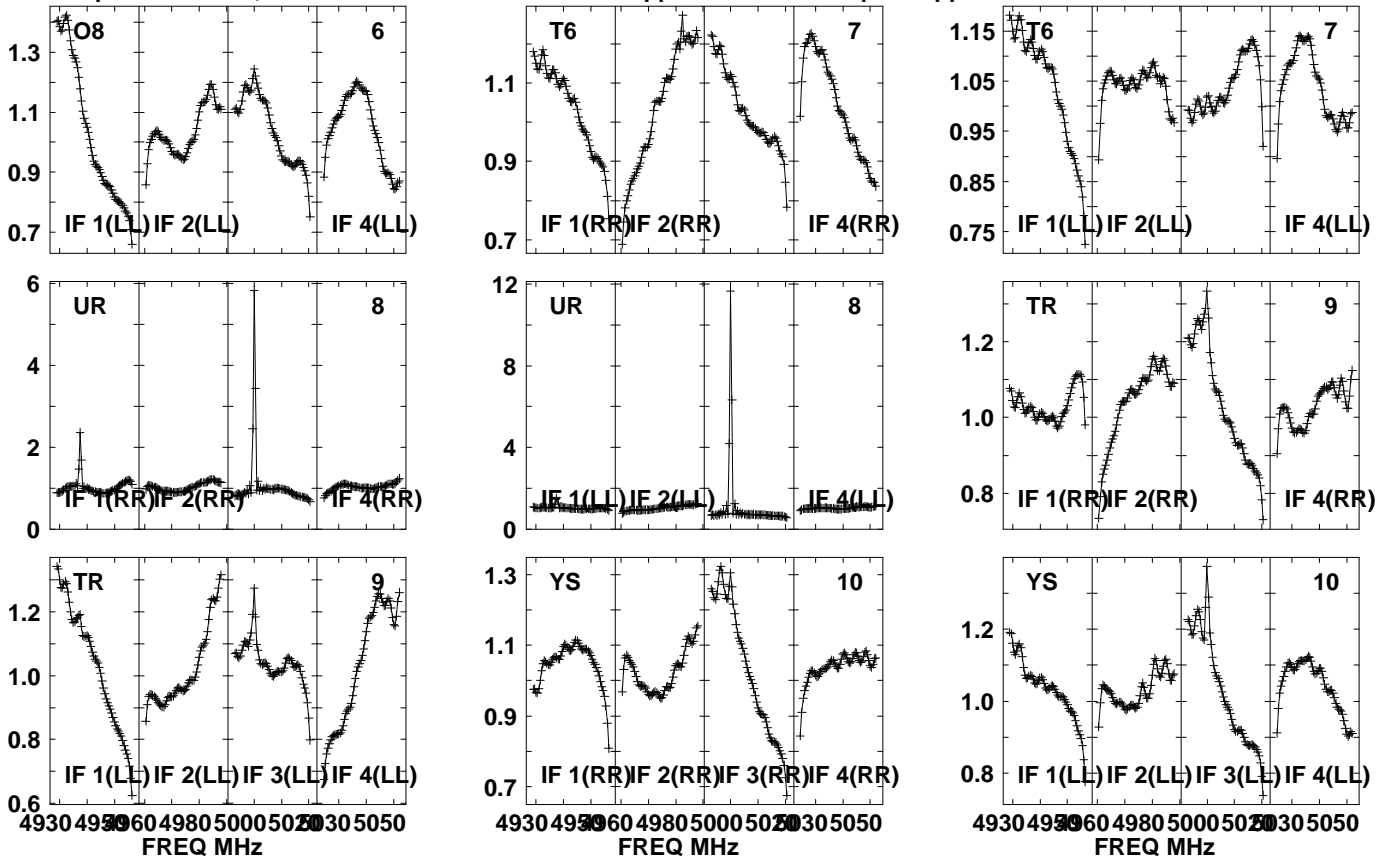 O8 6
1.3
1.1
0.9
0.7
IF 1(LL) IF 2(LL) IF 4(LL)
T6 7
1.1
0.9
0.7
IF 1(RR) IF 2(RR) IF 4(RR)
T6 7
1.15
1.05
0.95
0.85
0.75
IF 1(LL) IF 2(LL) IF 4(LL)
UR 8
6
4
2
0
IF 1(RR) IF 2(RR) IF 4(RR)
UR 8
12
8
4
0
IF 1(LL) IF 2(LL) IF 4(LL)
TR 9
1.2
1.0
0.8
IF 1(RR) IF 2(RR) IF 4(RR)
TR 9
1.2
1.0
0.8
0.6
IF 1(LL) IF 2(LL) IF 3(LL) IF 4(LL)
4930 4950 4960 4980 5000 5020 5030 5050
FREQ MHz
YS 10
1.3
1.1
0.9
0.7
IF 1(RR) IF 2(RR) IF 3(RR) IF 4(RR)
4930 4950 4960 4980 5000 5020 5030 5050
FREQ MHz
YS 10
1.2
1.0
0.8
IF 1(LL) IF 2(LL) IF 3(LL) IF 4(LL)
4930 4950 4960 4980 5000 5020 5030 5050
FREQ MHz